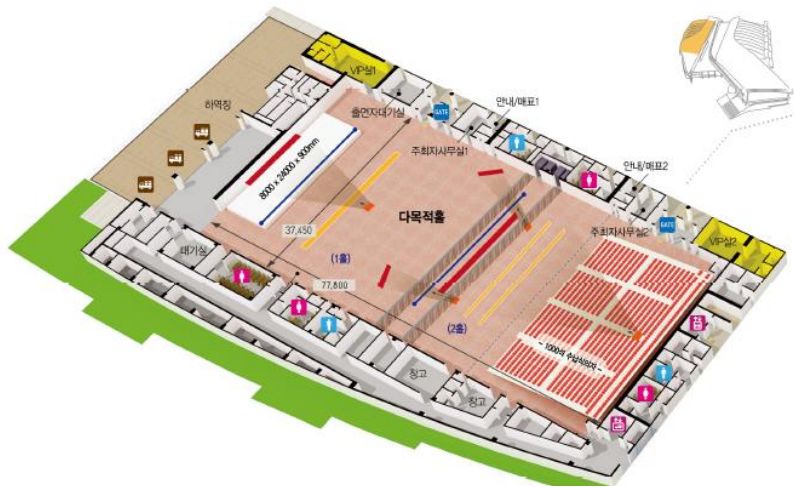 VIP실1
하역장
출연자대기실
GATE
안내/매표1
주최자사무실1
8000 x 24000 x 900mm
안내/매표2
다목적홀
37,450
GATE
주최자사무실2
VIP실2
대기실
(1홀)
77,800
(2홀)
- 1000석 수납식의자 -
창고
창고